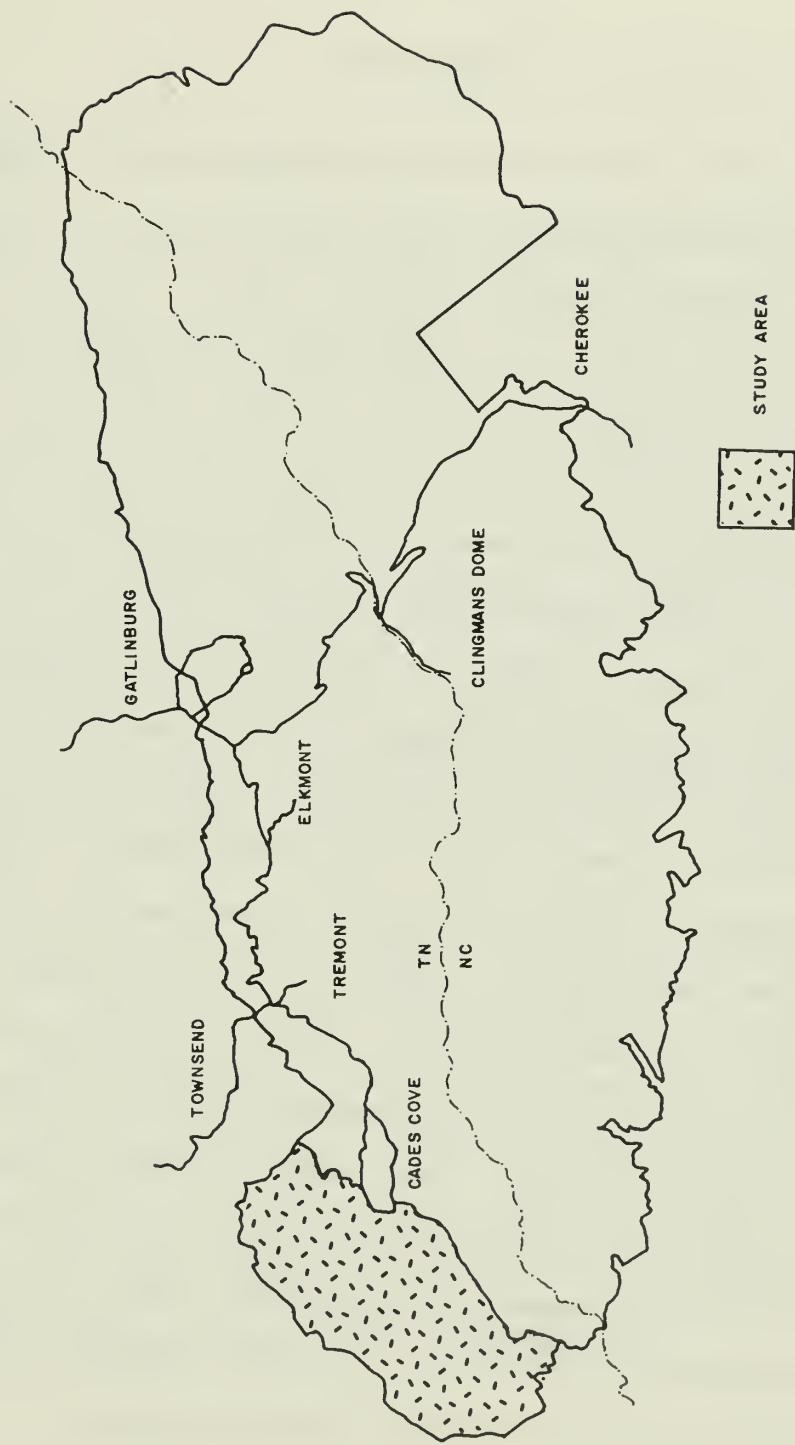 GATLINBURG
TOWNSEND
ELKMONT
TREMONT
CADES COVE
TN
NC
CLINGMANS DOME
CHEROKEE
STUDY AREA